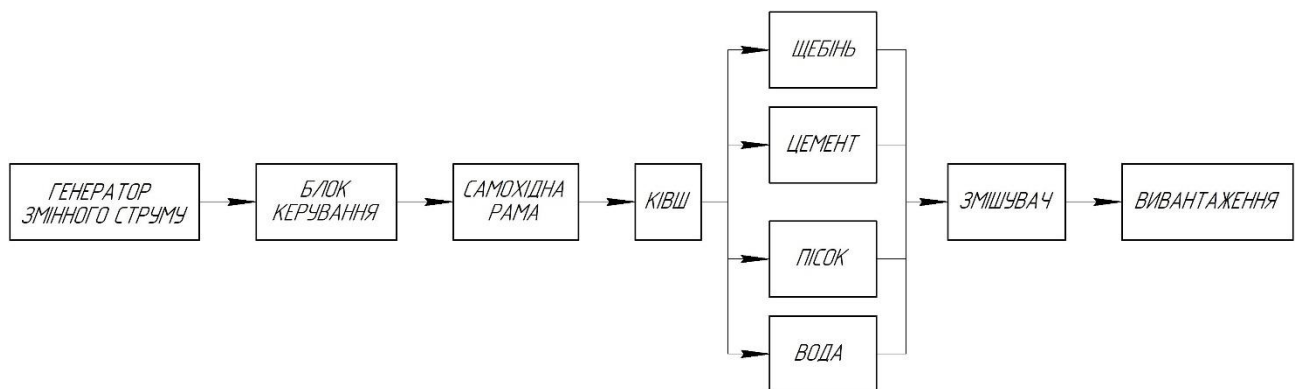 ГЕНЕРАТОР
ЗМІННОГО СТРУМУ
БЛОК
КЕРУВАННЯ
САМОХІДНА
РАМА
КІВШ
ЩЕБІНЬ
ЦЕМЕНТ
ПІСОК
ВОДА
ЗМІШУВАЧ
ВИВАНТАЖЕННЯ